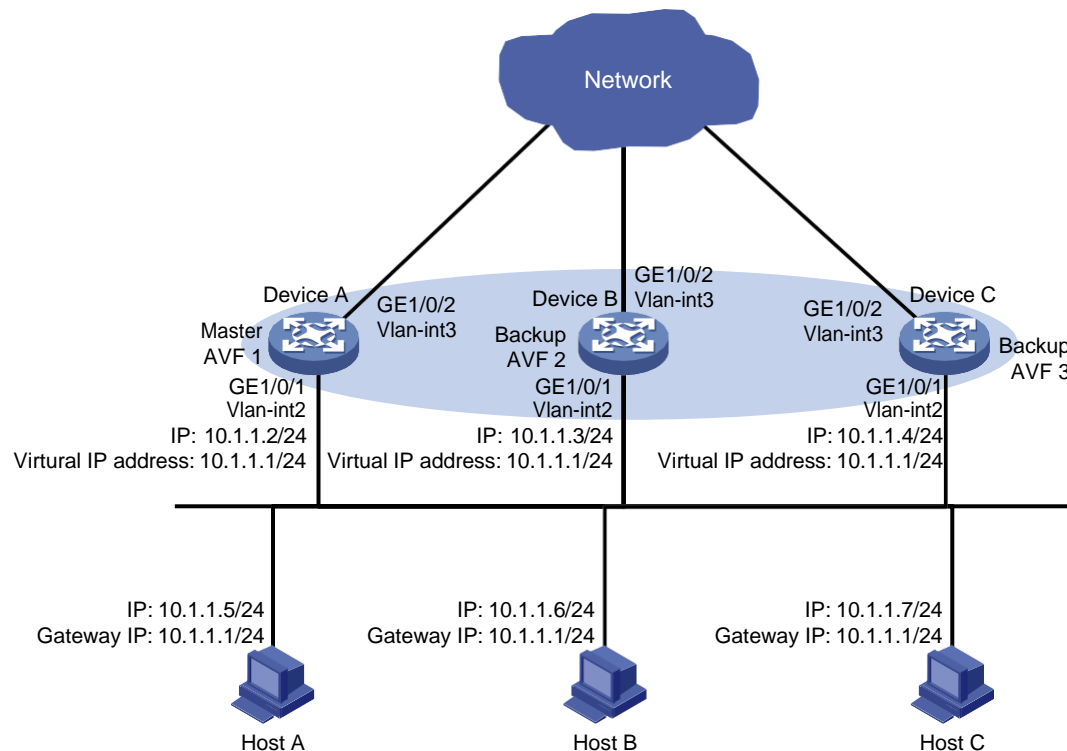 Network
Device A
GE1/0/2
Vlan-int3
Master
AVF 1
GE1/0/1
Vlan-int2
IP: 10.1.1.2/24
Virtural IP address: 10.1.1.1/24
Device B
GE1/0/2
Vlan-int3
Backup
AVF 2
GE1/0/1
Vlan-int2
IP: 10.1.1.3/24
Virtual IP address: 10.1.1.1/24
Device C
GE1/0/2
Vlan-int3
Backup
AVF 3
GE1/0/1
Vlan-int2
IP: 10.1.1.4/24
Virtual IP address: 10.1.1.1/24
IP: 10.1.1.5/24
Gateway IP: 10.1.1.1/24
Host A
IP: 10.1.1.6/24
Gateway IP: 10.1.1.1/24
Host B
IP: 10.1.1.7/24
Gateway IP: 10.1.1.1/24
Host C